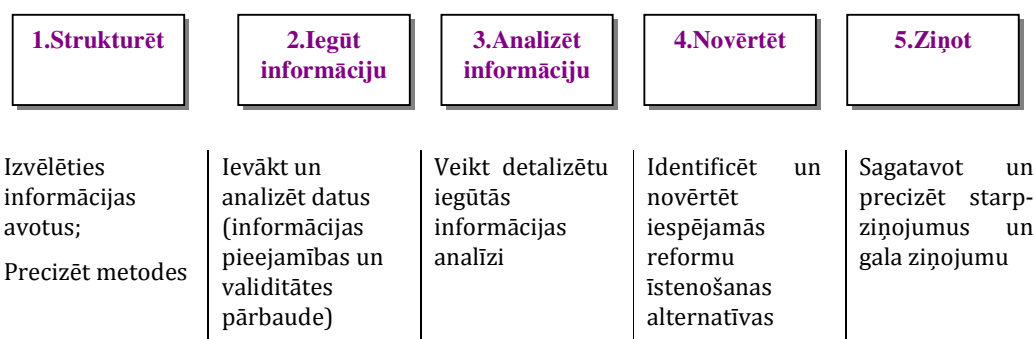 1.Strukturēt
2.Iegūt
informāciju
3.Analizēt
informāciju
4.Novērtēt
5.Ziņot
Izvēlēties
informācijas
avotus;
Precizēt metodes
Ievākt un
analizēt datus
(informācijas
pieejamības un
validitātes
pārbaude)
Veikt detalizētu
iegūtās
informācijas
analīzi
Identificēt un
novērtēt
iespējamās
reformu
īstenošanas
alternatīvas
Sagatavot un
precizēt starp-
ziņojumus un
gala ziņojumu